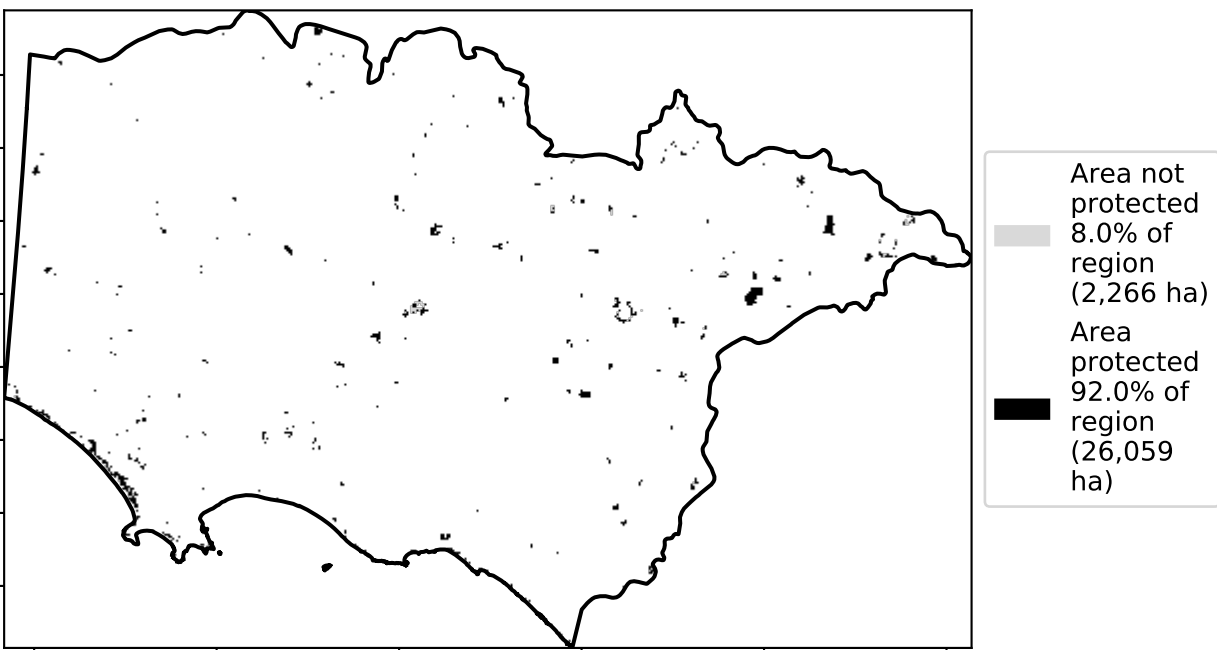 Area not
protected
8.0% of
region
(2,266 ha)
Area
protected
92.0% of
region
(26,059
ha)